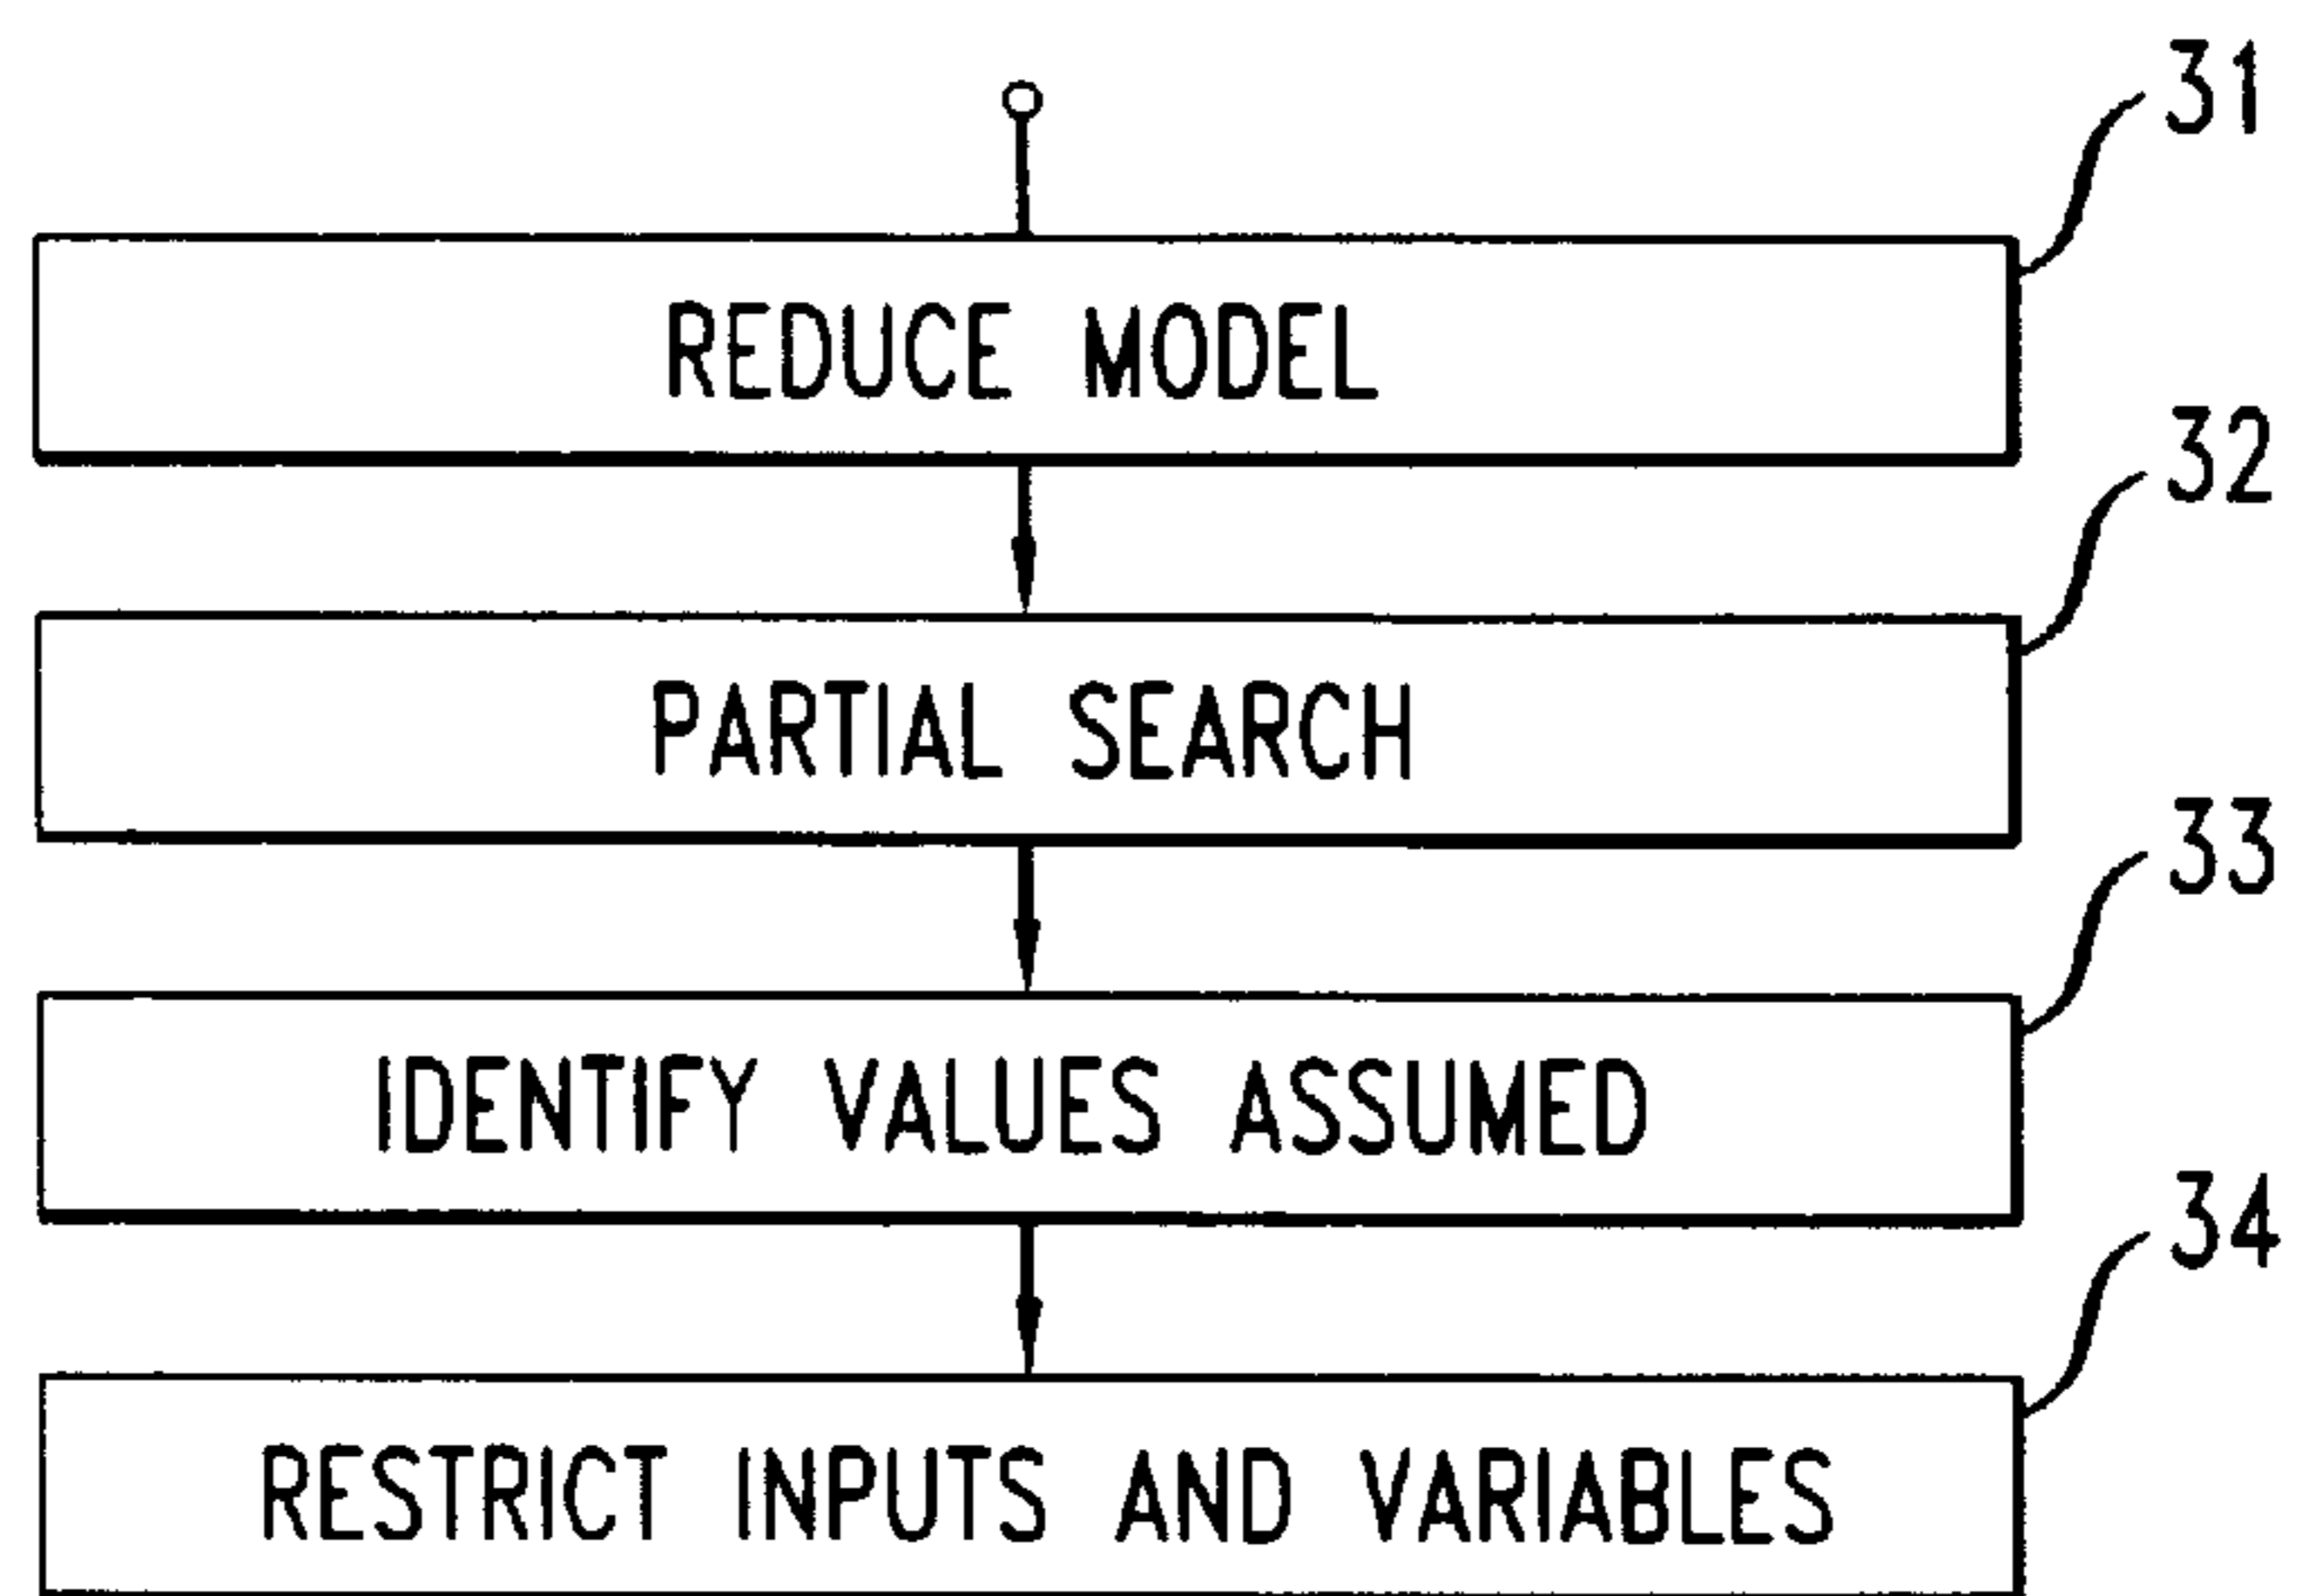 31
REDUCE MODEL
32
PARTIAL SEARCH
33
IDENTIFY VALUES ASSUMED
34
RESTRICT INPUTS AND VARIABLES